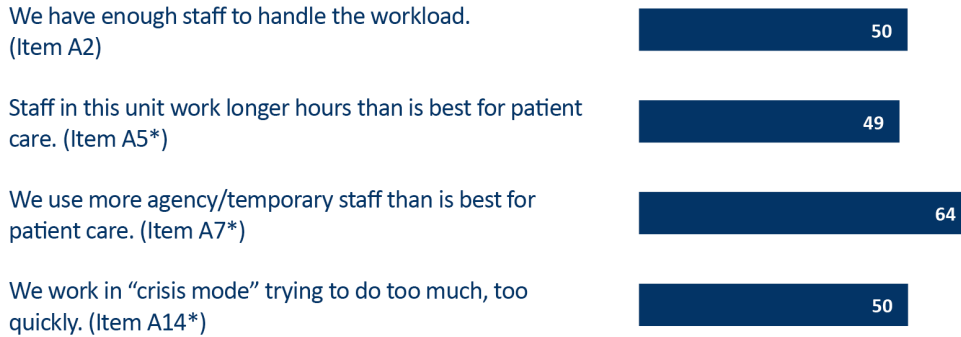 We have enough staff to handle the workload.
(Item A2)
50
Staff in this unit work longer hours than is best for patient
care. (Item A5*)
49
We use more agency/temporary staff than is best for
patient care. (Item A7*)
64
We work in “crisis mode” trying to do too much, too
quickly. (Item A14*)
50